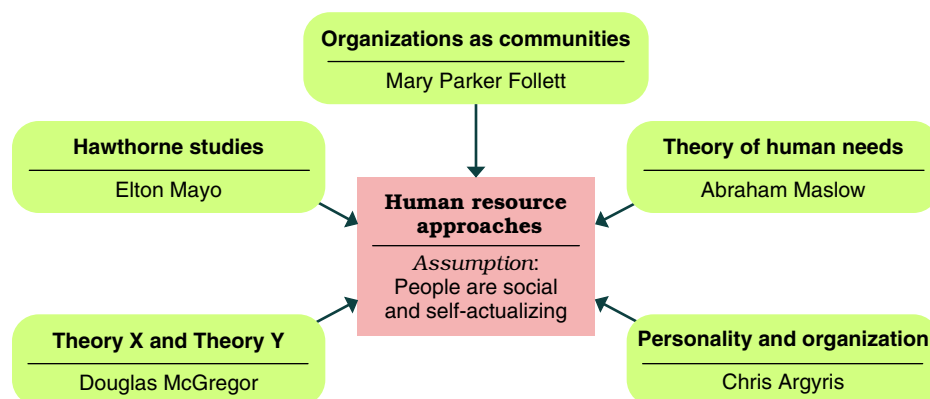 Organizations as communities
Mary Parker Follett
Hawthorne studies
Elton Mayo
Theory of human needs
Abraham Maslow
Human resource
approaches
Assumption:
People are social
and self-actualizing
Theory X and Theory Y
Douglas McGregor
Personality and organization
Chris Argyris